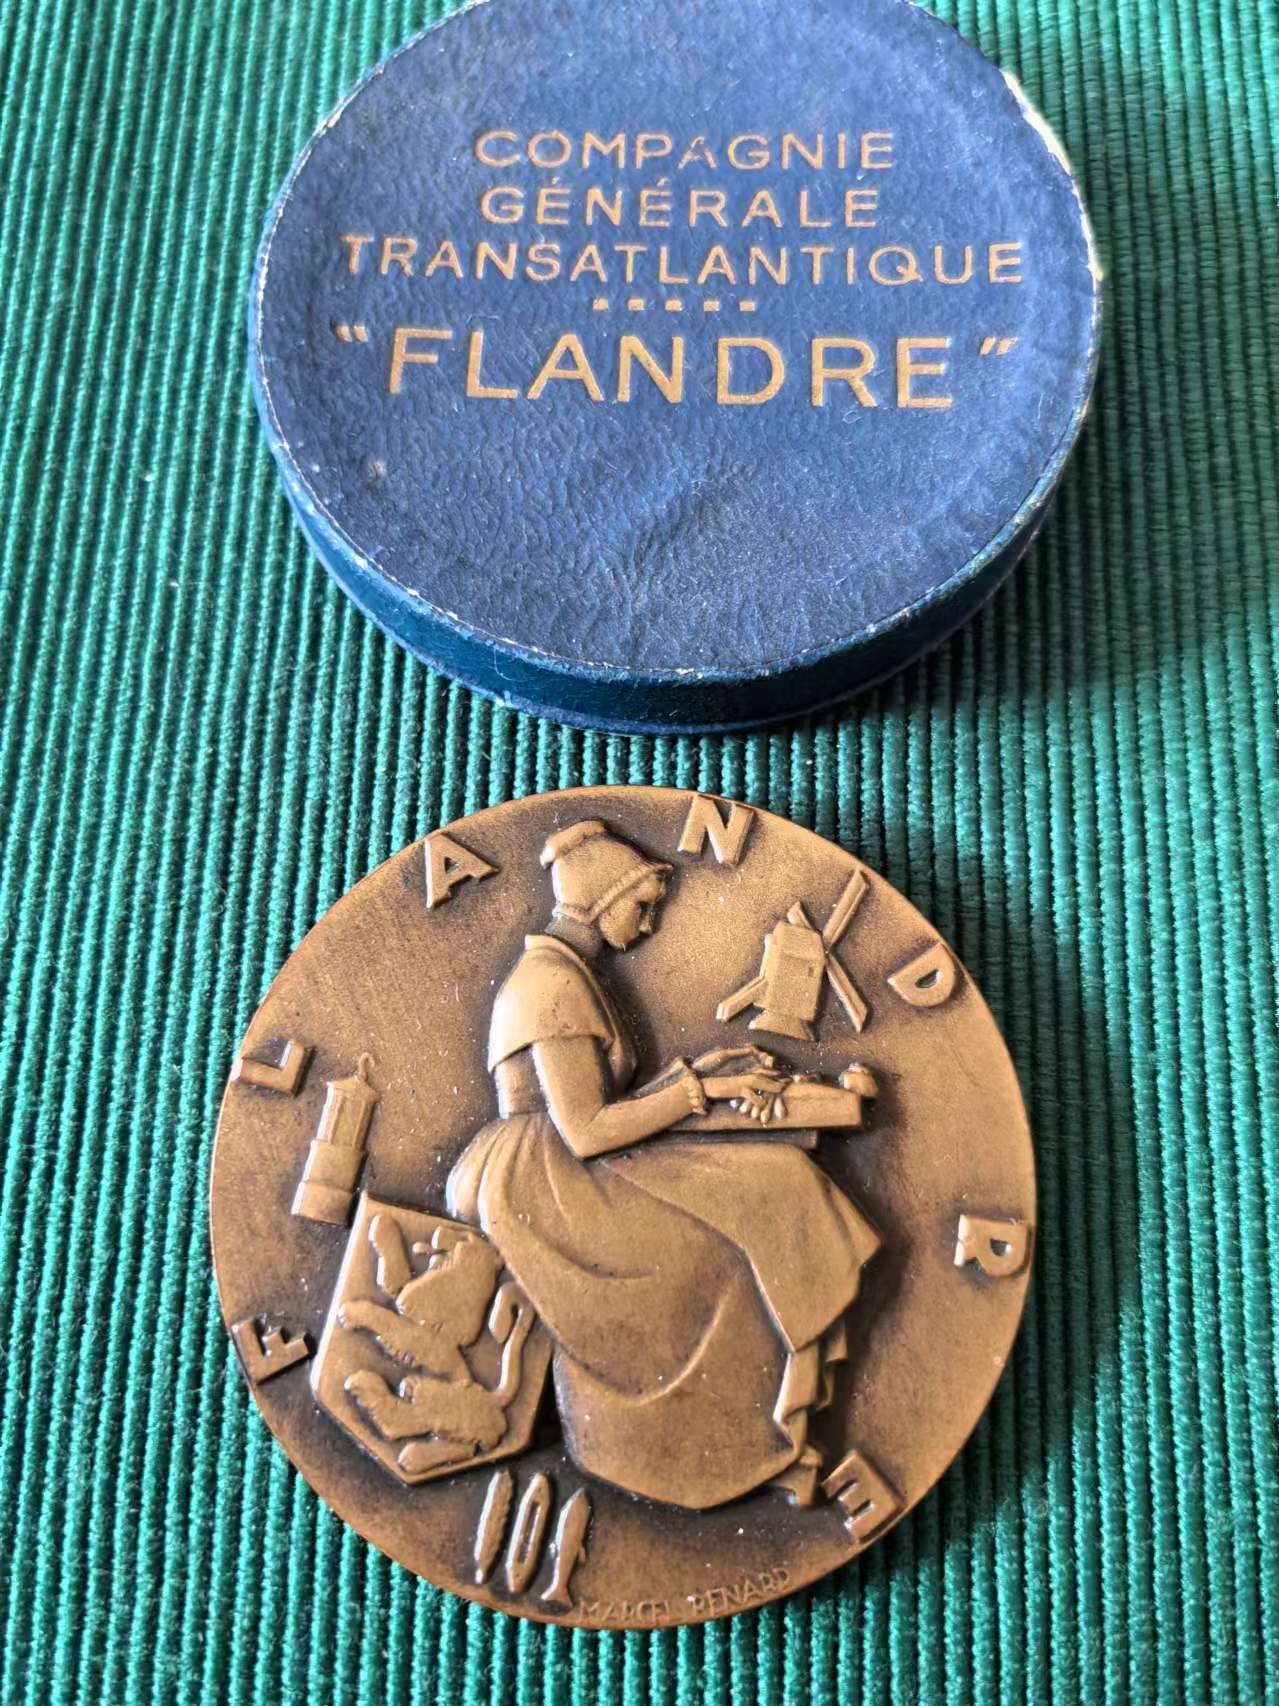 COMPAGNIE
GÉNÉRALE
TRANSATLANTIQUE
"FLANDRE"
FLANDRE
MARCEL RENARD